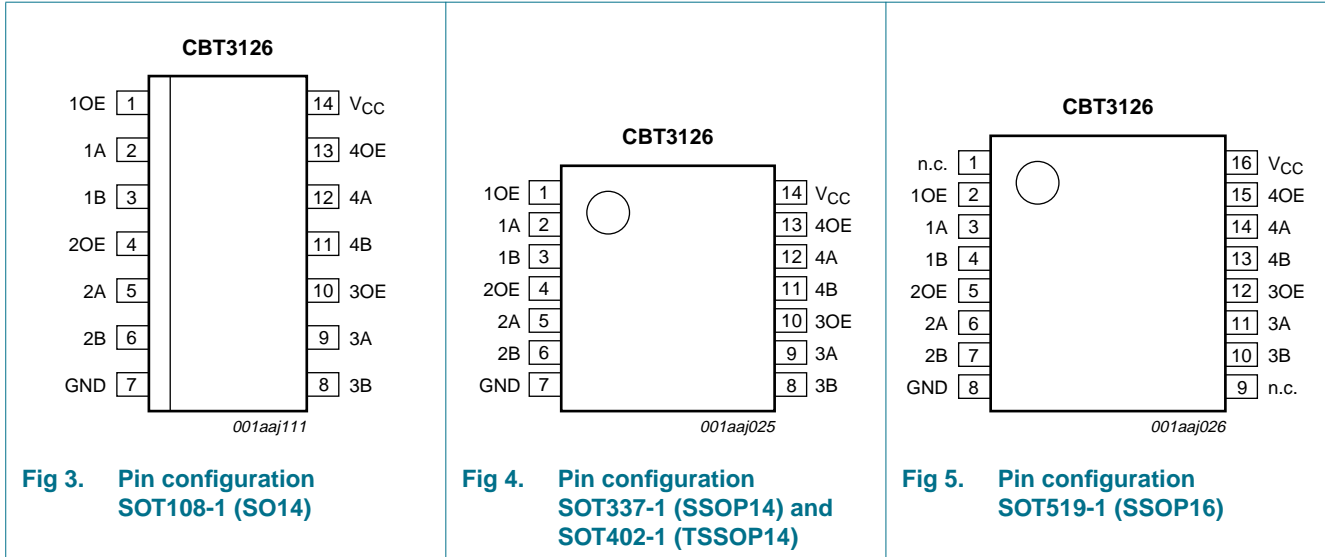 CBT3126
1OE 1 14 VCC
1A 2 13 4OE
1B 3 12 4A
2OE 4 11 4B
2A 5 10 3OE
2B 6 9 3A
GND 7 8 3B
001aaj111
Fig 3. Pin configuration
SOT108-1 (SO14)
CBT3126
1OE 1 14 VCC
1A 2 13 4OE
1B 3 12 4A
2OE 4 11 4B
2A 5 10 3OE
2B 6 9 3A
GND 7 8 3B
001aaj025
Fig 4. Pin configuration
SOT337-1 (SSOP14) and
SOT402-1 (TSSOP14)
CBT3126
n.c. 1 16 VCC
1OE 2 15 4OE
1A 3 14 4A
1B 4 13 4B
2OE 5 12 3OE
2A 6 11 3A
2B 7 10 3B
GND 8 9 n.c.
001aaj026
Fig 5. Pin configuration
SOT519-1 (SSOP16)